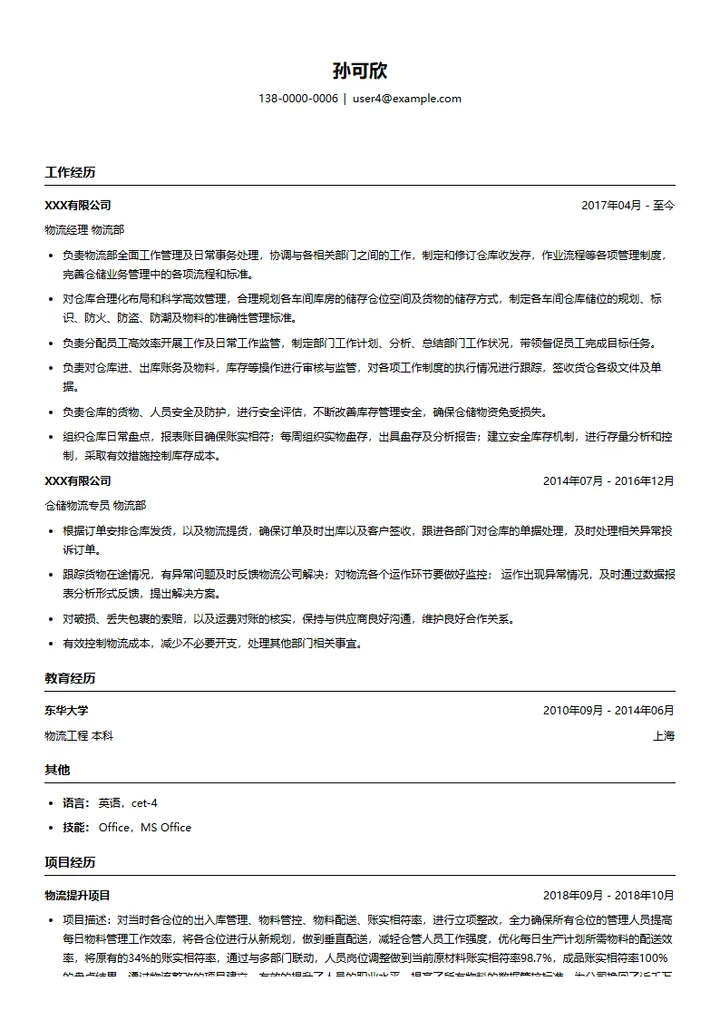 孙可欣
138-0000-0006 | user4@example.com
工作经历
XXX有限公司 2017年04月 - 至今
物流经理 物流部
• 负责物流部全面工作管理及日常事务处理，协调与各相关部门之间的工作，制定和修订仓库收发存，作业流程等各项管理制度，
完善仓储业务管理中的各项流程和标准。
• 对仓库合理化布局和科学高效管理，合理规划各车间库房的储存仓位空间及货物的储存方式，制定各车间仓库储位的规划、标
识、防火、防盗、防潮及物料的准确性管理标准。
• 负责分配员工高效率开展工作及日常工作监管，制定部门工作计划、分析、总结部门工作状况，带领督促员工完成目标任务。
• 负责对仓库进、出库账务及物料，库存等操作进行审核与监管，对各项工作制度的执行情况进行跟踪，签收货仓各级文件及单
据。
• 负责仓库的货物、人员安全及防护，进行安全评估，不断改善库存管理安全，确保仓储物资免受损失。
• 组织仓库日常盘点，报表账目确保账实相符；每周组织实物盘存，出具盘存及分析报告；建立安全库存机制，进行存量分析和控
制，采取有效措施控制库存成本。
XXX有限公司 2014年07月 - 2016年12月
仓储物流专员 物流部
• 根据订单安排仓库发货，以及物流提货，确保订单及时出库以及客户签收，跟进各部门对仓库的单据处理，及时处理相关异常投
诉订单。
• 跟踪货物在途情况，有异常问题及时反馈物流公司解决；对物流各个运作环节要做好监控； 运作出现异常情况，及时通过数据报
表分析形式反馈，提出解决方案。
• 对破损、丢失包裹的索赔，以及运费对账的核实，保持与供应商良好沟通，维护良好合作关系。
• 有效控制物流成本，减少不必要开支，处理其他部门相关事宜。
教育经历
东华大学 2010年09月 - 2014年06月
物流工程 本科 上海
其他
• 语言： 英语，cet-4
• 技能： Office，MS Office
项目经历
物流提升项目 2018年09月 - 2018年10月
• 项目描述：对当时各仓位的出入库管理、物料管控、物料配送、账实相符率，进行立项整改，全力确保所有仓位的管理人员提高
每日物料管理工作效率，将各仓位进行从新规划，做到垂直配送，减轻仓管人员工作强度，优化每日生产计划所需物料的配送效
率，将原有的34%的账实相符率，通过与多部门联动，人员岗位调整做到当前原材料账实相符率98.7%，成品账实相符率100%